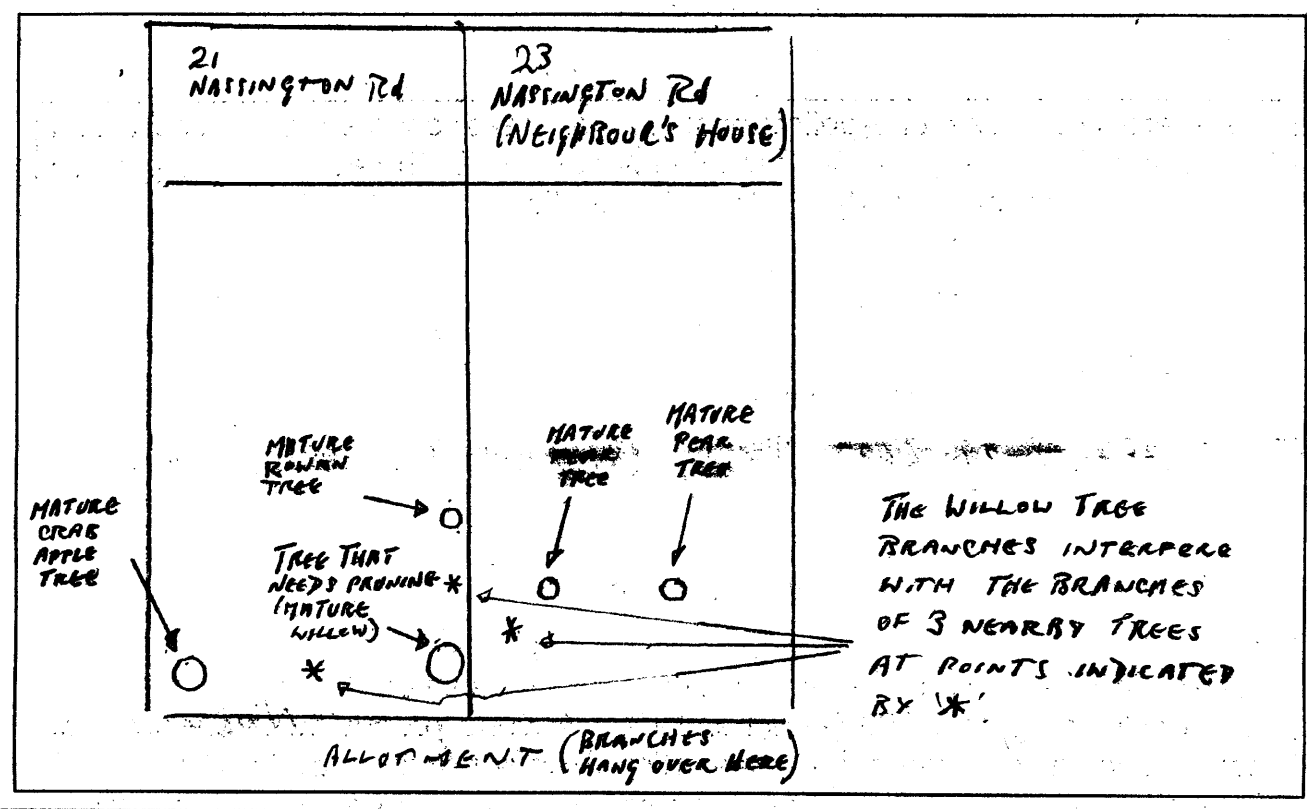 21
NASSINGTON Rd
23
NASSINGTON Rd
(NEIGHBOUR'S HOUSE)
MATURE
ROWAN
TREE
MATURE
TREE
MATURE
PEAR
TREE
MATURE
CRAB
APPLE
TREE
TREE THAT
NEEDS PRUNING *
(MATURE
WILLOW)
*
*
THE WILLOW TREE
BRANCHES INTERFERE
WITH THE BRANCHES
OF 3 NEARBY TREES
AT POINTS INDICATED
BY '*'
ALLOTMENT (BRANCHES
HANG OVER HERE)